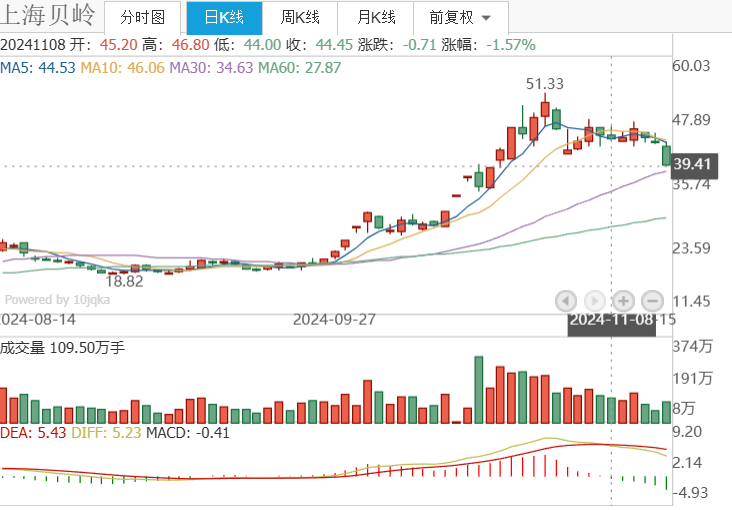 上海贝岭 分时图 日K线 周K线 月K线 前复权
20241108 开: 45.20 高: 46.80 低: 44.00 收: 44.45 涨跌: -0.71 涨幅: -1.57%
MA5: 44.53 MA10: 46.06 MA30: 34.63 MA60: 27.87
60.03
51.33
47.89
39.41
35.74
23.59
18.82
Powered by 10jqka
11.45
2024-08-14 2024-09-27 2024-11-08 -15
成交量 109.50万手
374万
191万
8万
DEA: 5.43 DIFF: 5.23 MACD: -0.41
9.20
2.14
-4.93